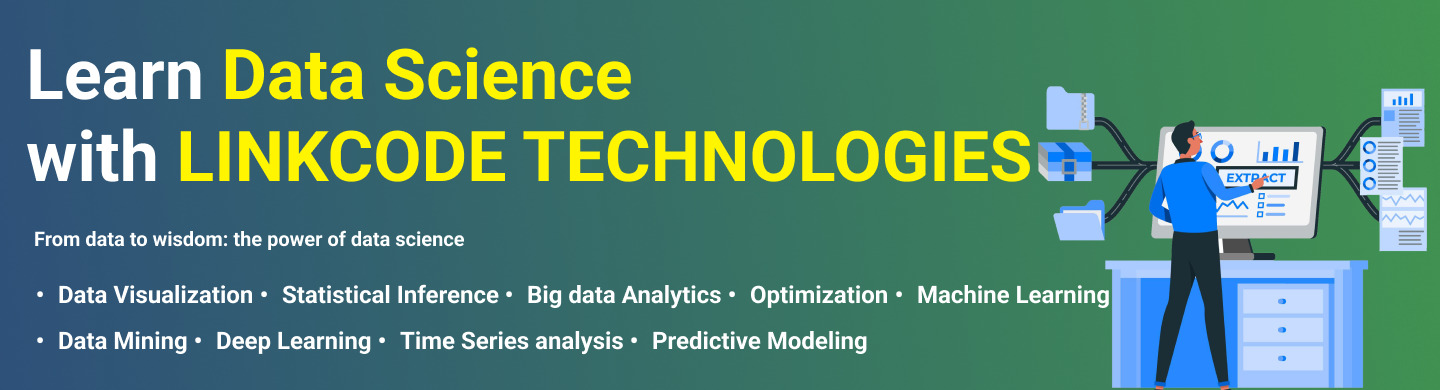 Learn Data Science
with LINKCODE TECHNOLOGIES
EXTRACT
From data to wisdom: the power of data science
• Data Visualization • Statistical Inference • Big data Analytics • Optimization • Machine Learning
• Data Mining • Deep Learning • Time Series analysis • Predictive Modeling